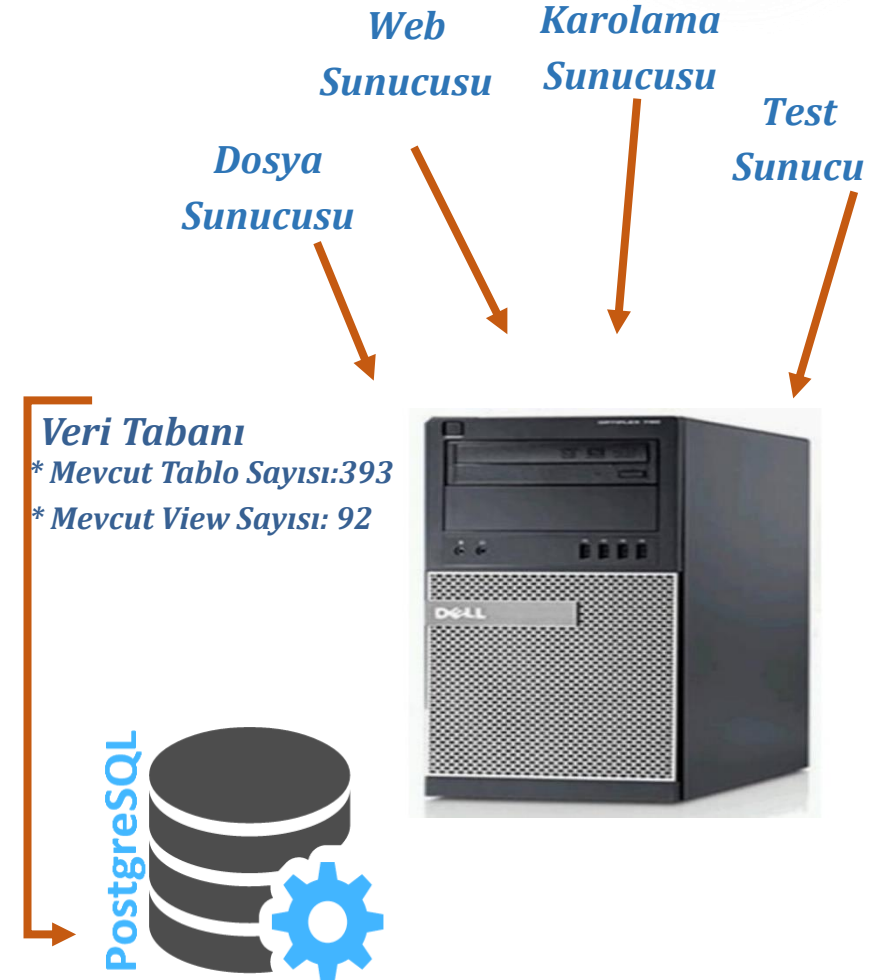 Web
Sunucusu
Karolama
Sunucusu
Test
Sunucu
Dosya
Sunucusu
Veri Tabanı
* Mevcut Tablo Sayısı:393
* Mevcut View Sayısı: 92
DELL
PostgreSQL